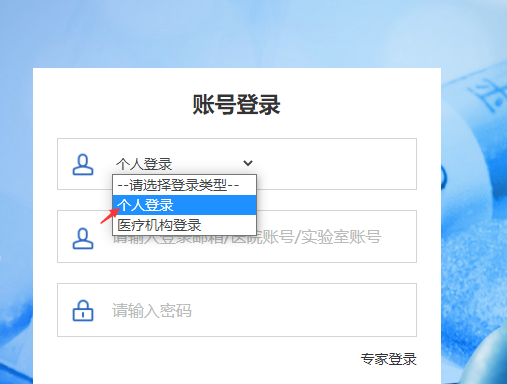 账号登录
个人登录
--请选择登录类型--
个人登录
医疗机构登录
请输入登录邮箱/医院账号/实验室账号
请输入密码
专家登录